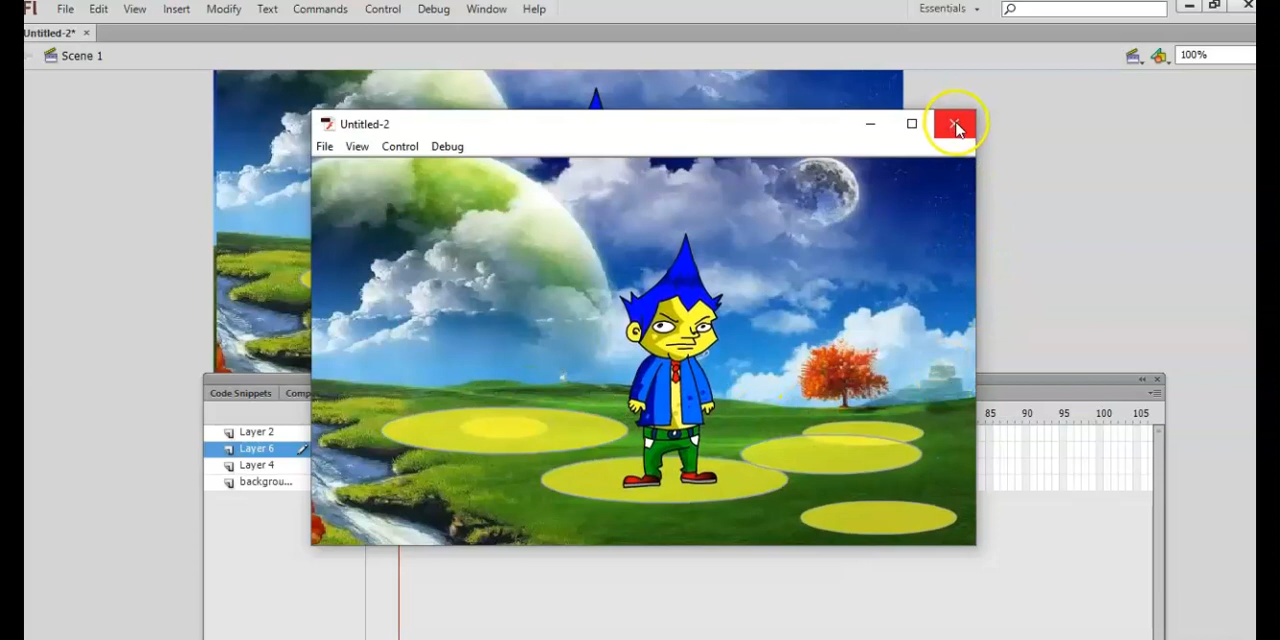 Fl File Edit View Insert Modify Text Commands Control Debug Window Help Essentials
Untitled-2* ×
Scene 1 100%
Untitled-2
File View Control Debug
Code Snippets
85 90 95 100 105
Layer 2
Layer 6
Layer 4
backgrou...